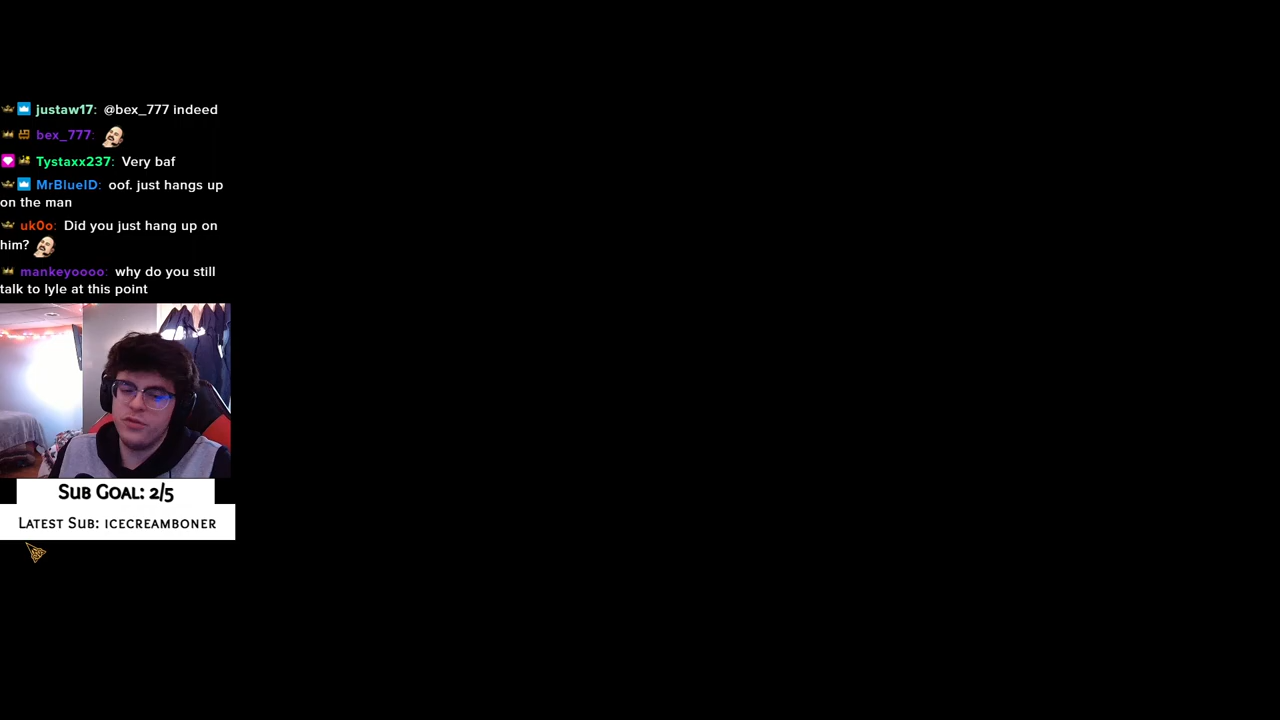 justaw17: @bex_777 indeed
bex_777:
Tystaxx237: Very baf
MrBlueID: oof. just hangs up
on the man
uk0o: Did you just hang up on
him?
mankeyoooo: why do you still
talk to lyle at this point
Sub Goal: 2/5
Latest Sub: icecreamboner